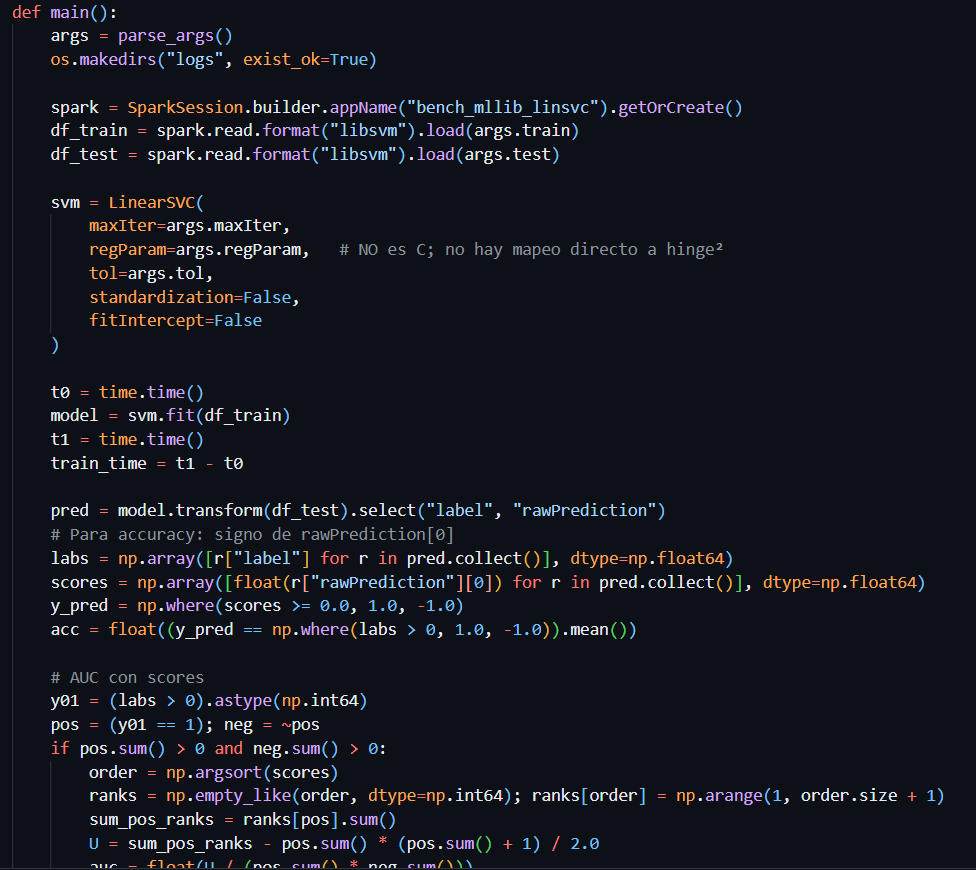 def main():
    args = parse_args()
    os.makedirs("logs", exist_ok=True)

    spark = SparkSession.builder.appName("bench_mllib_linsvc").getOrCreate()
    df_train = spark.read.format("libsvm").load(args.train)
    df_test = spark.read.format("libsvm").load(args.test)

    svm = LinearSVC(
        maxIter=args.maxIter,
        regParam=args.regParam,   # NO es C; no hay mapeo directo a hinge²
        tol=args.tol,
        standardization=False,
        fitIntercept=False
    )

    t0 = time.time()
    model = svm.fit(df_train)
    t1 = time.time()
    train_time = t1 - t0

    pred = model.transform(df_test).select("label", "rawPrediction")
    # Para accuracy: signo de rawPrediction[0]
    labs = np.array([r["label"] for r in pred.collect()], dtype=np.float64)
    scores = np.array([float(r["rawPrediction"][0]) for r in pred.collect()], dtype=np.float64)
    y_pred = np.where(scores >= 0.0, 1.0, -1.0)
    acc = float((y_pred == np.where(labs > 0, 1.0, -1.0)).mean())

    # AUC con scores
    y01 = (labs > 0).astype(np.int64)
    pos = (y01 == 1); neg = ~pos
    if pos.sum() > 0 and neg.sum() > 0:
        order = np.argsort(scores)
        ranks = np.empty_like(order, dtype=np.int64); ranks[order] = np.arange(1, order.size + 1)
        sum_pos_ranks = ranks[pos].sum()
        U = sum_pos_ranks - pos.sum() * (pos.sum() + 1) / 2.0
        auc = float(U / (pos.sum() * neg.sum()))